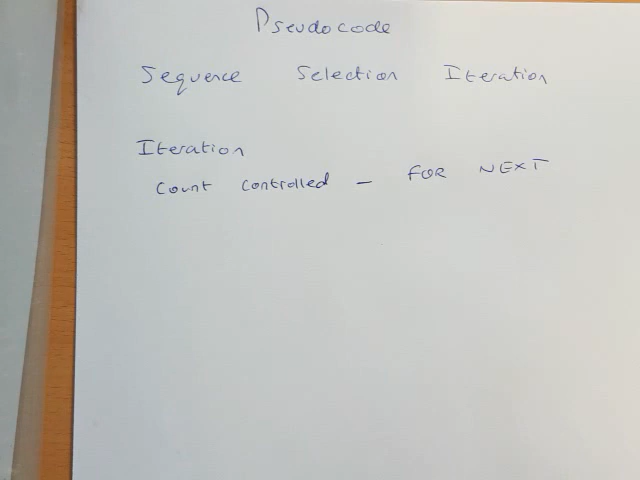 Pseudocode
Sequence Selection Iteration
Iteration
Count controlled - FOR NEXT